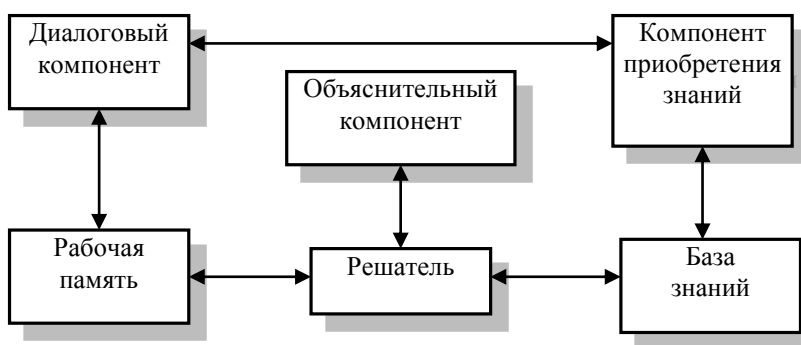 Диалоговый
компонент
Компонент
приобретения
знаний
Объяснительный
компонент
Рабочая
память
Решатель
База
знаний